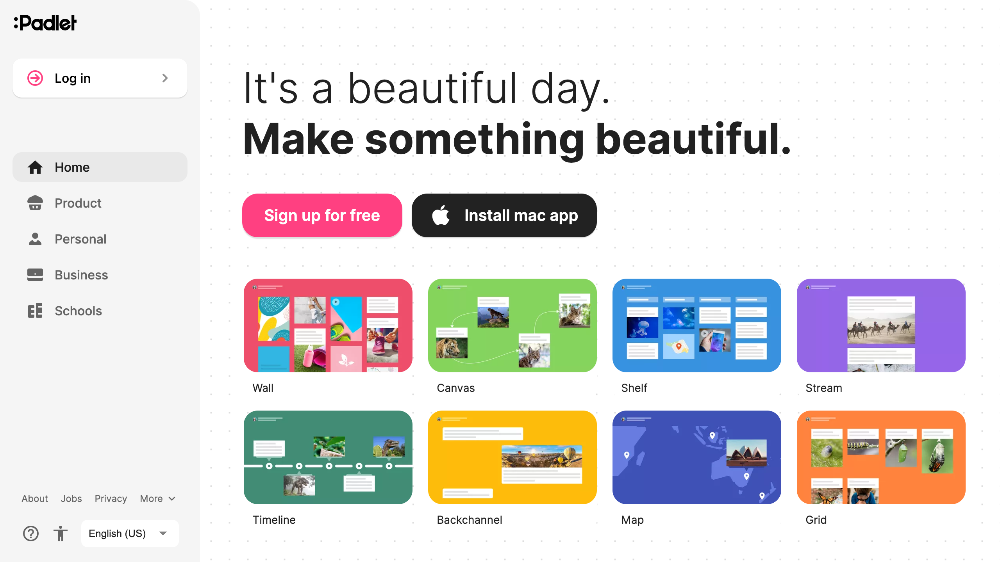 :Padlet
Log in
Home
Product
Personal
Business
Schools
About Jobs Privacy More
English (US)
It's a beautiful day.
Make something beautiful.
Sign up for free
Install mac app
Wall
Canvas
Shelf
Stream
Timeline
Backchannel
Map
Grid